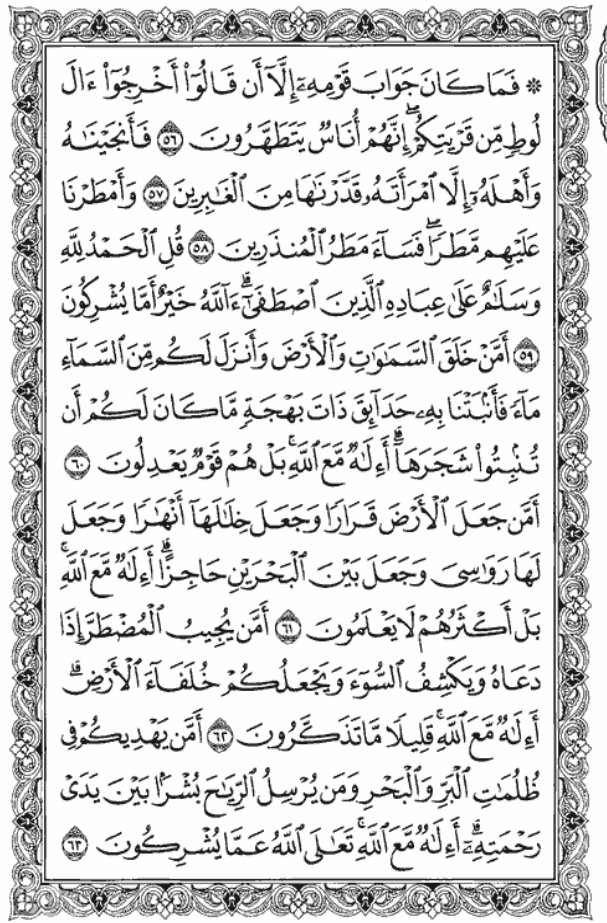 ۞ فَمَا كَانَ جَوَابَ قَوْمِهِۦٓ إِلَّآ أَن قَالُوٓا۟ أَخْرِجُوٓا۟ ءَالَ
لُوطٍ مِّن قَرْيَتِكُمْ ۖ إِنَّهُمْ أُنَاسٌ يَتَطَهَّرُونَ ٥٦ فَأَنجَيْنَـٰهُ
وَأَهْلَهُۥٓ إِلَّا ٱمْرَأَتَهُۥ قَدَّرْنَـٰهَا مِنَ ٱلْغَـٰبِرِينَ ٥٧ وَأَمْطَرْنَا
عَلَيْهِم مَّطَرًا ۖ فَسَآءَ مَطَرُ ٱلْمُنذَرِينَ ٥٨ قُلِ ٱلْحَمْدُ لِلَّهِ
وَسَلَـٰمٌ عَلَىٰ عِبَادِهِ ٱلَّذِينَ ٱصْطَفَىٰٓ ۗ ءَآللَّهُ خَيْرٌ أَمَّا يُشْرِكُونَ
٥٩ أَمَّنْ خَلَقَ ٱلسَّمَـٰوَٰتِ وَٱلْأَرْضَ وَأَنزَلَ لَكُم مِّنَ ٱلسَّمَآءِ
مَآءً فَأَنۢبَتْنَا بِهِۦ حَدَآئِقَ ذَاتَ بَهْجَةٍ مَّا كَانَ لَكُمْ أَن
تُنۢبِتُوا۟ شَجَرَهَآ ۗ أَءِلَـٰهٌ مَّعَ ٱللَّهِ ۚ بَلْ هُمْ قَوْمٌ يَعْدِلُونَ ٦٠
أَمَّن جَعَلَ ٱلْأَرْضَ قَرَارًا وَجَعَلَ خِلَـٰلَهَآ أَنْهَـٰرًا وَجَعَلَ
لَهَا رَوَٰسِىَ وَجَعَلَ بَيْنَ ٱلْبَحْرَيْنِ حَاجِزًا ۗ أَءِلَـٰهٌ مَّعَ ٱللَّهِ ۚ
بَلْ أَكْثَرُهُمْ لَا يَعْلَمُونَ ٦١ أَمَّن يُجِيبُ ٱلْمُضْطَرَّ إِذَا
دَعَاهُ وَيَكْشِفُ ٱلسُّوٓءَ وَيَجْعَلُكُمْ خُلَفَآءَ ٱلْأَرْضِ ۗ
أَءِلَـٰهٌ مَّعَ ٱللَّهِ ۚ قَلِيلًا مَّا تَذَكَّرُونَ ٦٢ أَمَّن يَهْدِيكُمْ فِى
ظُلُمَـٰتِ ٱلْبَرِّ وَٱلْبَحْرِ وَمَن يُرْسِلُ ٱلرِّيَـٰحَ بُشْرًۢا بَيْنَ يَدَىْ
رَحْمَتِهِۦٓ ۗ أَءِلَـٰهٌ مَّعَ ٱللَّهِ ۚ تَعَـٰلَى ٱللَّهُ عَمَّا يُشْرِكُونَ ٦٣